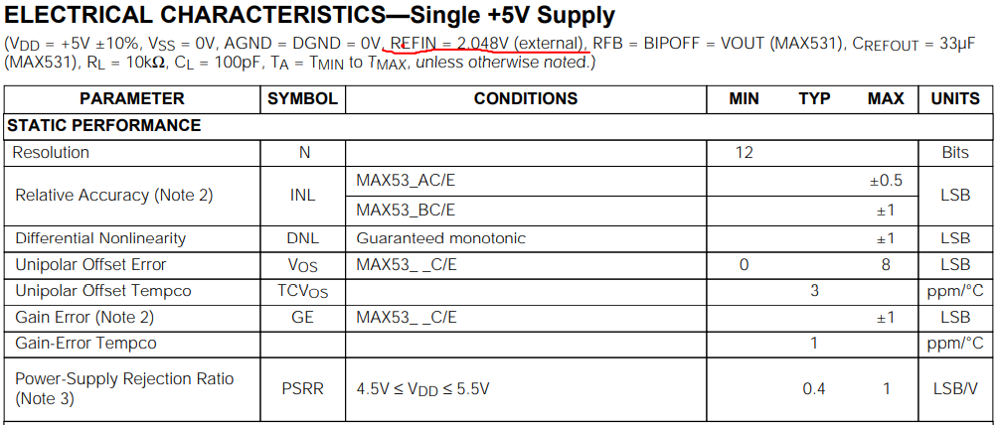 ELECTRICAL CHARACTERISTICS—Single +5V Supply
(VDD = +5V ±10%, VSS = 0V, AGND = DGND = 0V, REFIN = 2.048V (external), RFB = BIPOFF = VOUT (MAX531), CREFOUT = 33µF
(MAX531), RL = 10kΩ, CL = 100pF, TA = TMIN to TMAX, unless otherwise noted.)
PARAMETER SYMBOL CONDITIONS MIN TYP MAX UNITS
STATIC PERFORMANCE
Resolution N 12 Bits
Relative Accuracy (Note 2) INL MAX53_AC/E ±0.5 LSB
MAX53_BC/E ±1
Differential Nonlinearity DNL Guaranteed monotonic ±1 LSB
Unipolar Offset Error VOS MAX53_ _C/E 0 8 LSB
Unipolar Offset Tempco TCVOS 3 ppm/°C
Gain Error (Note 2) GE MAX53_ _C/E ±1 LSB
Gain-Error Tempco 1 ppm/°C
Power-Supply Rejection Ratio
(Note 3) PSRR 4.5V ≤ VDD ≤ 5.5V 0.4 1 LSB/V